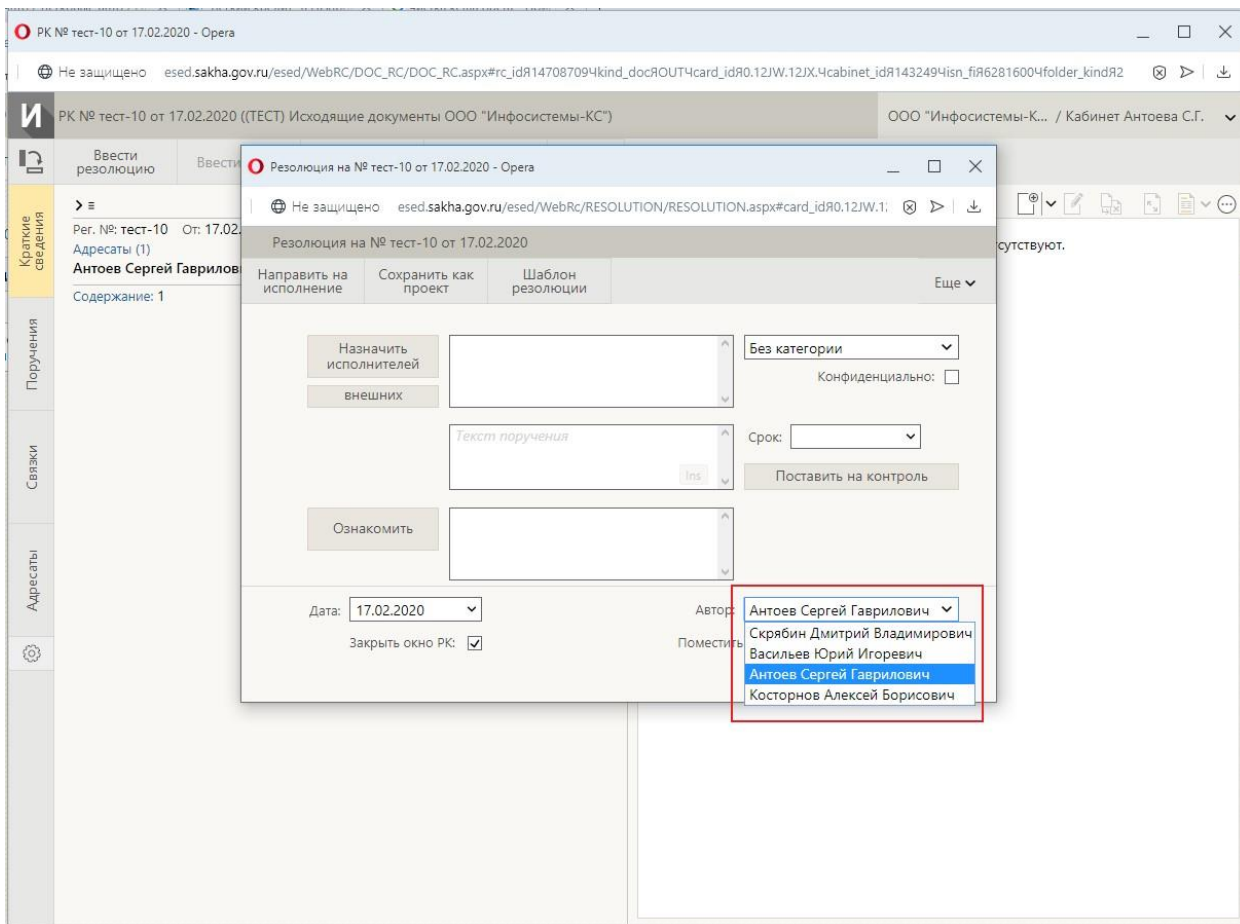 РК № тест-10 от 17.02.2020 - Opera
Не защищено esed.sakha.gov.ru/esed/WebRC/DOC_RC/DOC_RC.aspx#rc_idЯ14708709Чkind_docЯOUTЧcard_idЯ0.12JW.12JX.Чcabinet_idЯ143249Чisn_fiЯ6281600Чfolder_kindЯ2
РК № тест-10 от 17.02.2020 ((ТЕСТ) Исходящие документы ООО "Инфосистемы-КС")
ООО "Инфосистемы-К... / Кабинет Антоева С.Г.
Ввести
резолюцию
Ввести
Краткие
сведения
Поручения
Связки
Адресаты
Рег. №: тест-10 От: 17.02.
Адресаты (1)
Антоев Сергей Гаврилов
Содержание: 1
сутствуют.
Резолюция на № тест-10 от 17.02.2020 - Opera
Не защищено esed.sakha.gov.ru/esed/WebRc/RESOLUTION/RESOLUTION.aspx#card_idЯ0.12JW.1
Резолюция на № тест-10 от 17.02.2020
Направить на
исполнение
Сохранить как
проект
Шаблон
резолюции
Еще
Назначить
исполнителей
внешних
Без категории
Конфиденциально:
Текст поручения
Ins
Срок:
Поставить на контроль
Ознакомить
Дата: 17.02.2020
Автор: Антоев Сергей Гаврилович
Закрыть окно РК:
Поместить
Скрябин Дмитрий Владимирович
Васильев Юрий Игоревич
Антоев Сергей Гаврилович
Косторнов Алексей Борисович